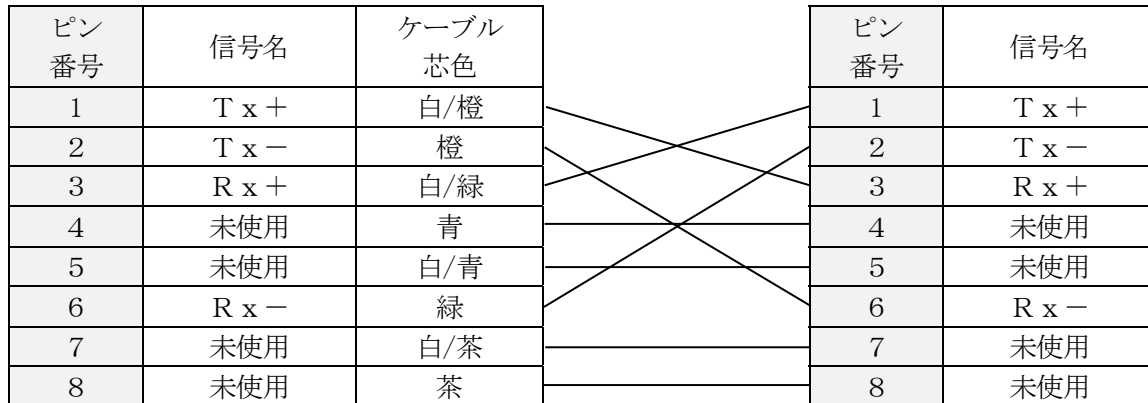 ピン番号 信号名 ケーブル芯色 ピン番号 信号名
1 Ｔｘ＋ 白/橙 1 Ｔｘ＋
2 Ｔｘ－ 橙 2 Ｔｘ－
3 Ｒｘ＋ 白/緑 3 Ｒｘ＋
4 未使用 青 4 未使用
5 未使用 白/青 5 未使用
6 Ｒｘ－ 緑 6 Ｒｘ－
7 未使用 白/茶 7 未使用
8 未使用 茶 8 未使用